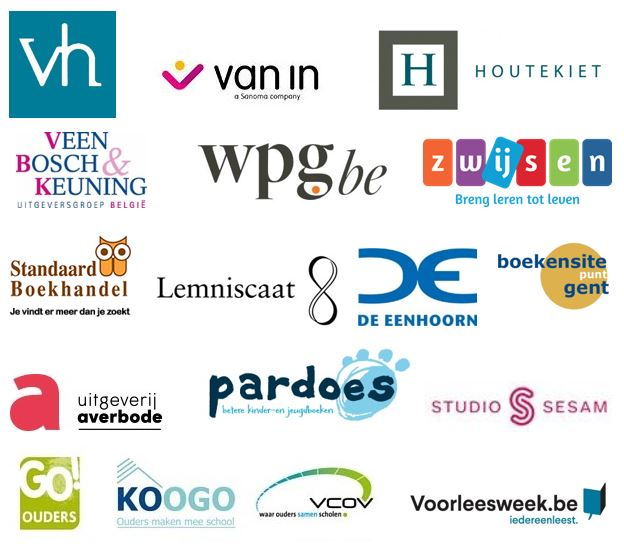 vh
van in
a Sanoma company
H HOUTEKIET
VEEN
BOSCH &
KEUNING
UITGEVERSGROEP BELGIË
wpg.be
zwijsen
Breng leren tot leven
Standaard
Boekhandel
Je vindt er meer dan je zoekt
Lemniscaat
DE
DE EENHOORN
boekensite
punt
gent
a
uitgeverij
averbode
pardoes
betere kinder-en jeugdboeken
STUDIO S SESAM
GO!
OUDERS
KOOGO
Ouders maken mee school
VCOV
waar ouders samen scholen
Voorleesweek.be
iedereenleest.